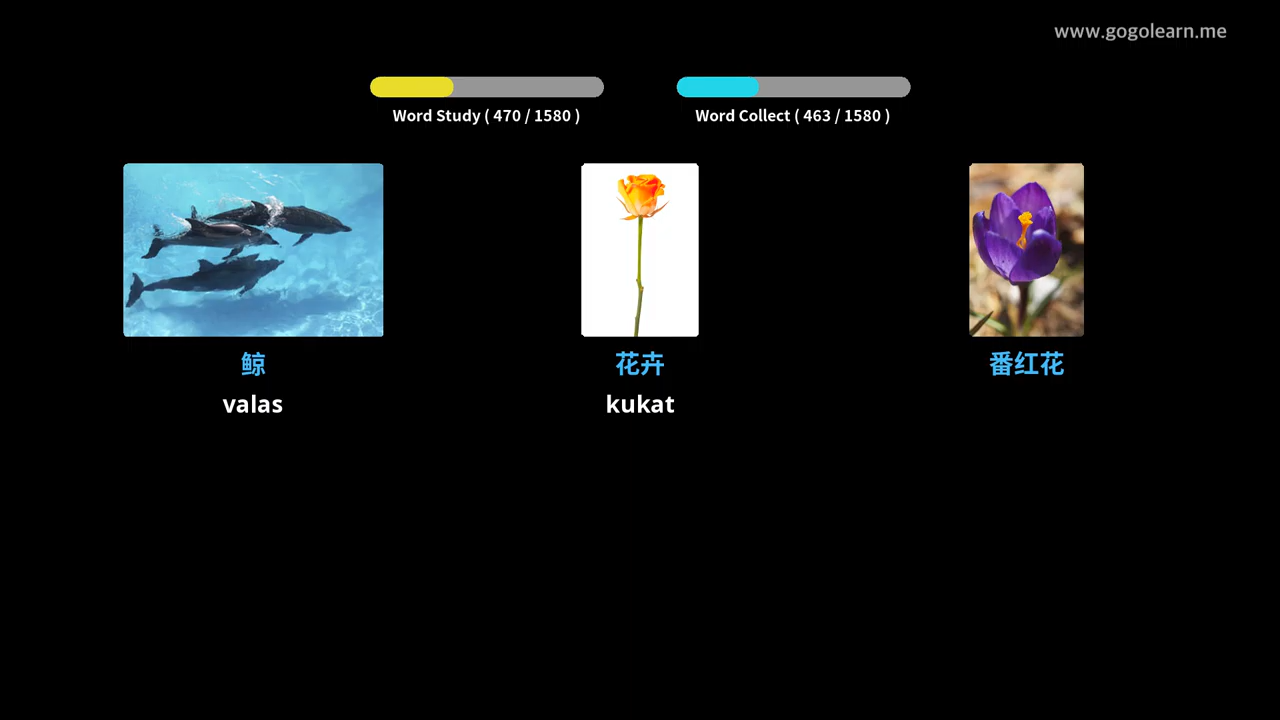 www.gogolearn.me
Word Study ( 470 / 1580 )
Word Collect ( 463 / 1580 )
鲸
花卉
番红花
valas
kukat